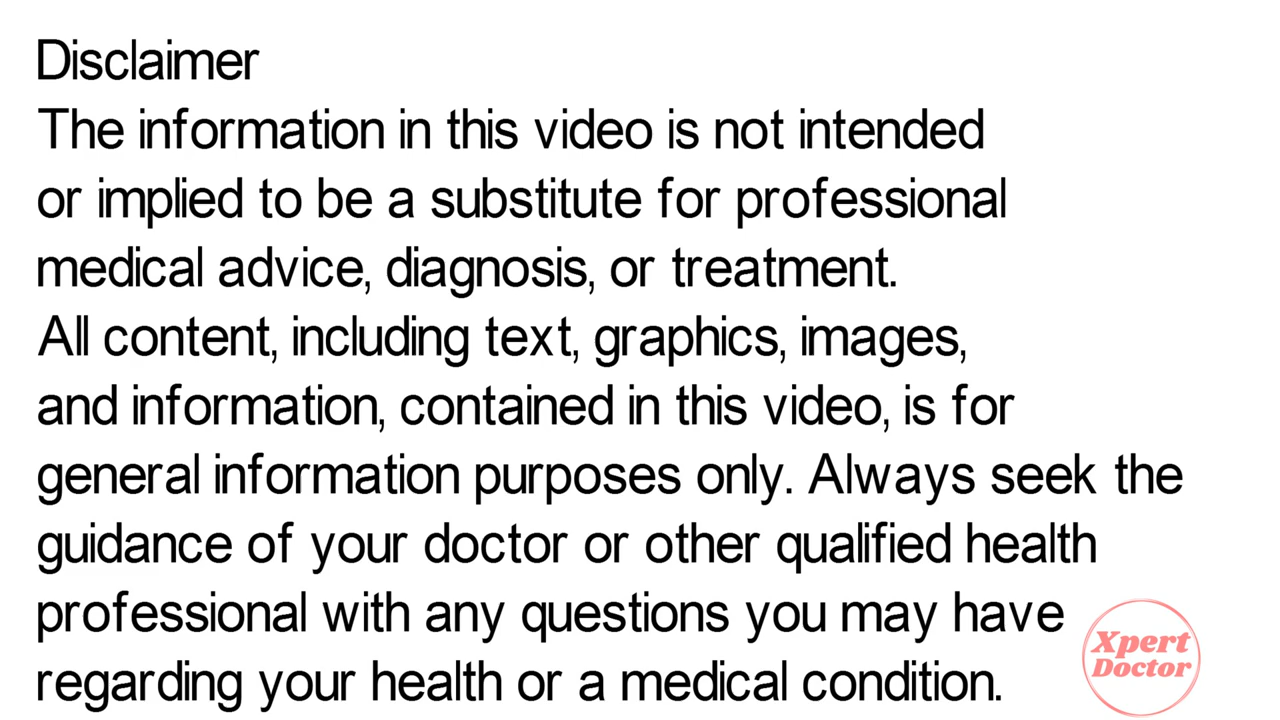 Disclaimer
The information in this video is not intended
or implied to be a substitute for professional
medical advice, diagnosis, or treatment.
All content, including text, graphics, images,
and information, contained in this video, is for
general information purposes only. Always seek the
guidance of your doctor or other qualified health
professional with any questions you may have
regarding your health or a medical condition.
Xpert
Doctor